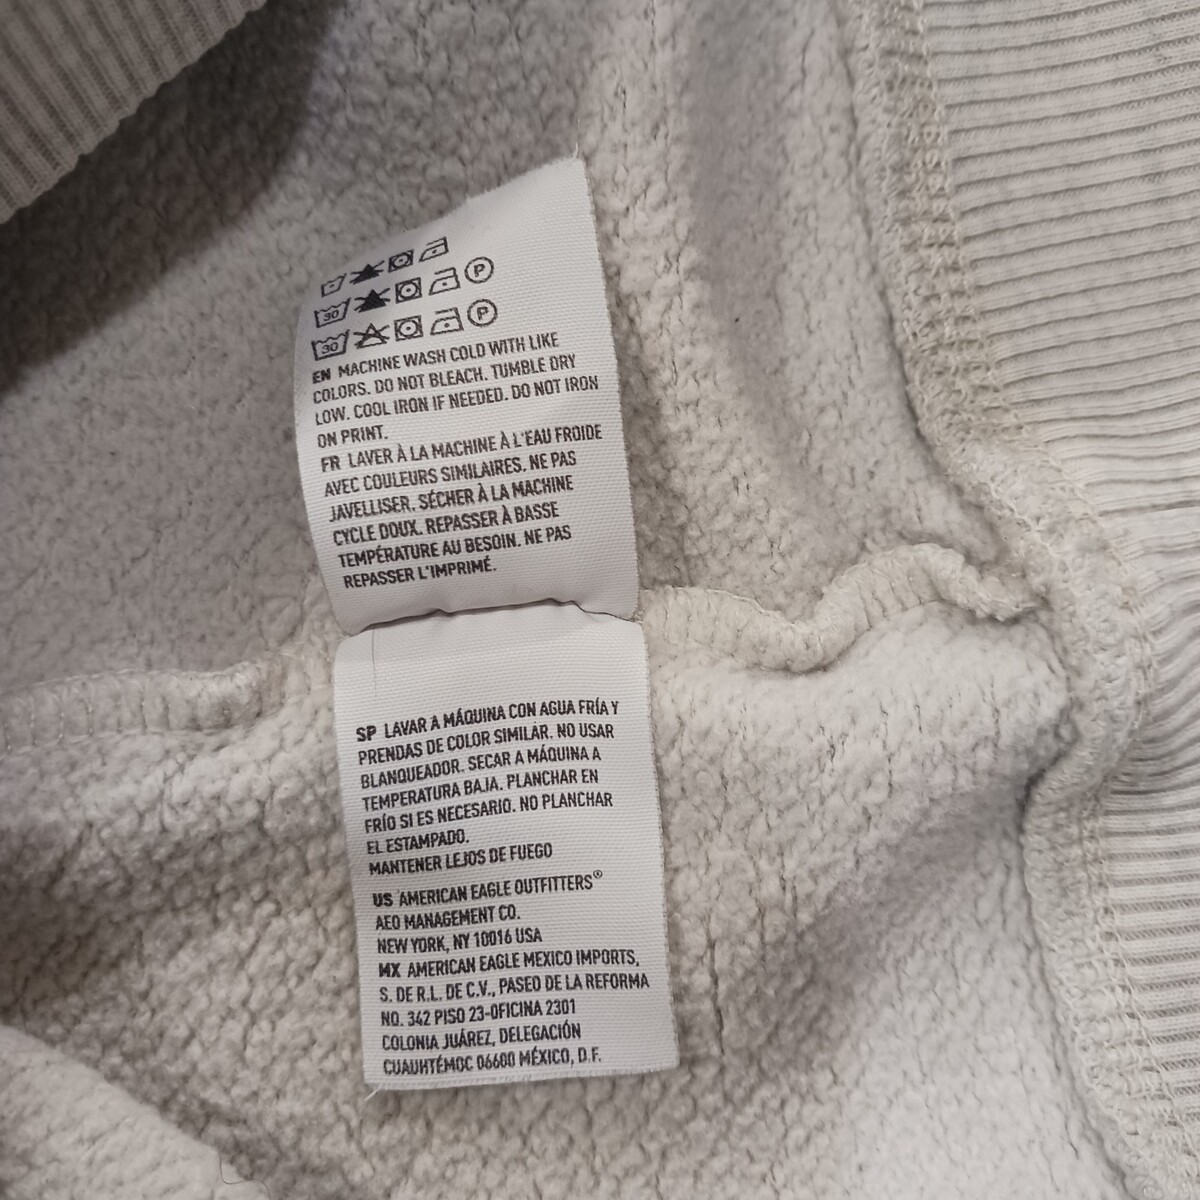 30 P
30 P
EN MACHINE WASH COLD WITH LIKE
COLORS. DO NOT BLEACH. TUMBLE DRY
LOW. COOL IRON IF NEEDED. DO NOT IRON
ON PRINT.
FR LAVER À LA MACHINE À L'EAU FROIDE
AVEC COULEURS SIMILAIRES. NE PAS
JAVELLISER. SÉCHER À LA MACHINE
CYCLE DOUX. REPASSER À BASSE
TEMPÉRATURE AU BESOIN. NE PAS
REPASSER L'IMPRIMÉ.
SP LAVAR A MÁQUINA CON AGUA FRÍA Y
PRENDAS DE COLOR SIMILAR. NO USAR
BLANQUEADOR. SECAR A MÁQUINA A
TEMPERATURA BAJA. PLANCHAR EN
FRÍO SI ES NECESARIO. NO PLANCHAR
EL ESTAMPADO.
MANTENER LEJOS DE FUEGO
US AMERICAN EAGLE OUTFITTERS®
AEO MANAGEMENT CO.
NEW YORK, NY 10016 USA
MX AMERICAN EAGLE MEXICO IMPORTS,
S. DE R.L. DE C.V., PASEO DE LA REFORMA
NO. 342 PISO 23-OFICINA 2301
COLONIA JUÁREZ, DELEGACIÓN
CUAUHTÉMOC 06600 MÉXICO, D.F.